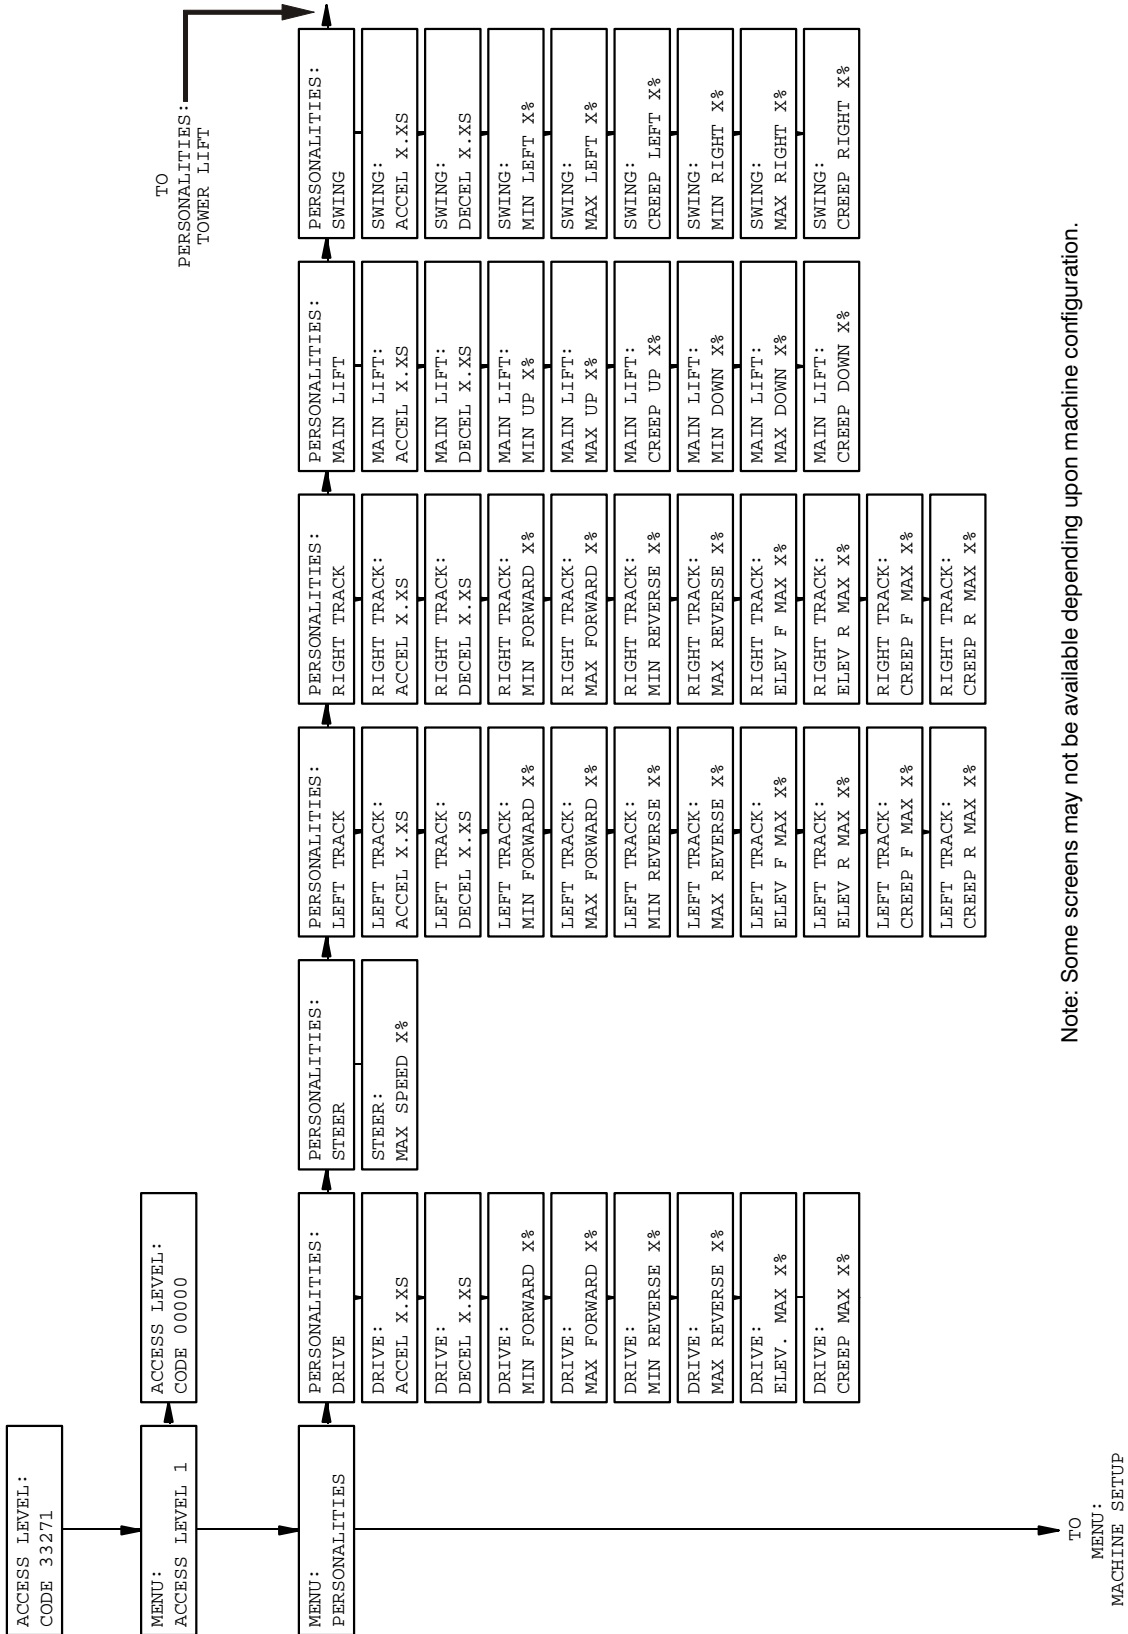 ACCESS LEVEL:
CODE 33271
MENU:
ACCESS LEVEL 1
ACCESS LEVEL:
CODE 00000
MENU:
PERSONALITIES
PERSONALITIES:
DRIVE
DRIVE:
ACCEL X.XS
DRIVE:
DECEL X.XS
DRIVE:
MIN FORWARD X%
DRIVE:
MAX FORWARD X%
DRIVE:
MIN REVERSE X%
DRIVE:
MAX REVERSE X%
DRIVE:
ELEV. MAX X%
DRIVE:
CREEP MAX X%
PERSONALITIES:
STEER
STEER:
MAX SPEED X%
PERSONALITIES:
LEFT TRACK
LEFT TRACK:
ACCEL X.XS
LEFT TRACK:
DECEL X.XS
LEFT TRACK:
MIN FORWARD X%
LEFT TRACK:
MAX FORWARD X%
LEFT TRACK:
MIN REVERSE X%
LEFT TRACK:
MAX REVERSE X%
LEFT TRACK:
ELEV F MAX X%
LEFT TRACK:
ELEV R MAX X%
LEFT TRACK:
CREEP F MAX X%
LEFT TRACK:
CREEP R MAX X%
PERSONALITIES:
RIGHT TRACK
RIGHT TRACK:
ACCEL X.XS
RIGHT TRACK:
DECEL X.XS
RIGHT TRACK:
MIN FORWARD X%
RIGHT TRACK:
MAX FORWARD X%
RIGHT TRACK:
MIN REVERSE X%
RIGHT TRACK:
MAX REVERSE X%
RIGHT TRACK:
ELEV F MAX X%
RIGHT TRACK:
ELEV R MAX X%
RIGHT TRACK:
CREEP F MAX X%
RIGHT TRACK:
CREEP R MAX X%
PERSONALITIES:
MAIN LIFT
MAIN LIFT:
ACCEL X.XS
MAIN LIFT:
DECEL X.XS
MAIN LIFT:
MIN UP X%
MAIN LIFT:
MAX UP X%
MAIN LIFT:
CREEP UP X%
MAIN LIFT:
MIN DOWN X%
MAIN LIFT:
MAX DOWN X%
MAIN LIFT:
CREEP DOWN X%
PERSONALITIES:
SWING
SWING:
ACCEL X.XS
SWING:
DECEL X.XS
SWING:
MIN LEFT X%
SWING:
MAX LEFT X%
SWING:
CREEP LEFT X%
SWING:
MIN RIGHT X%
SWING:
MAX RIGHT X%
SWING:
CREEP RIGHT X%
TO
PERSONALITIES:
TOWER LIFT
TO
MENU:
MACHINE SETUP
Note: Some screens may not be available depending upon machine configuration.